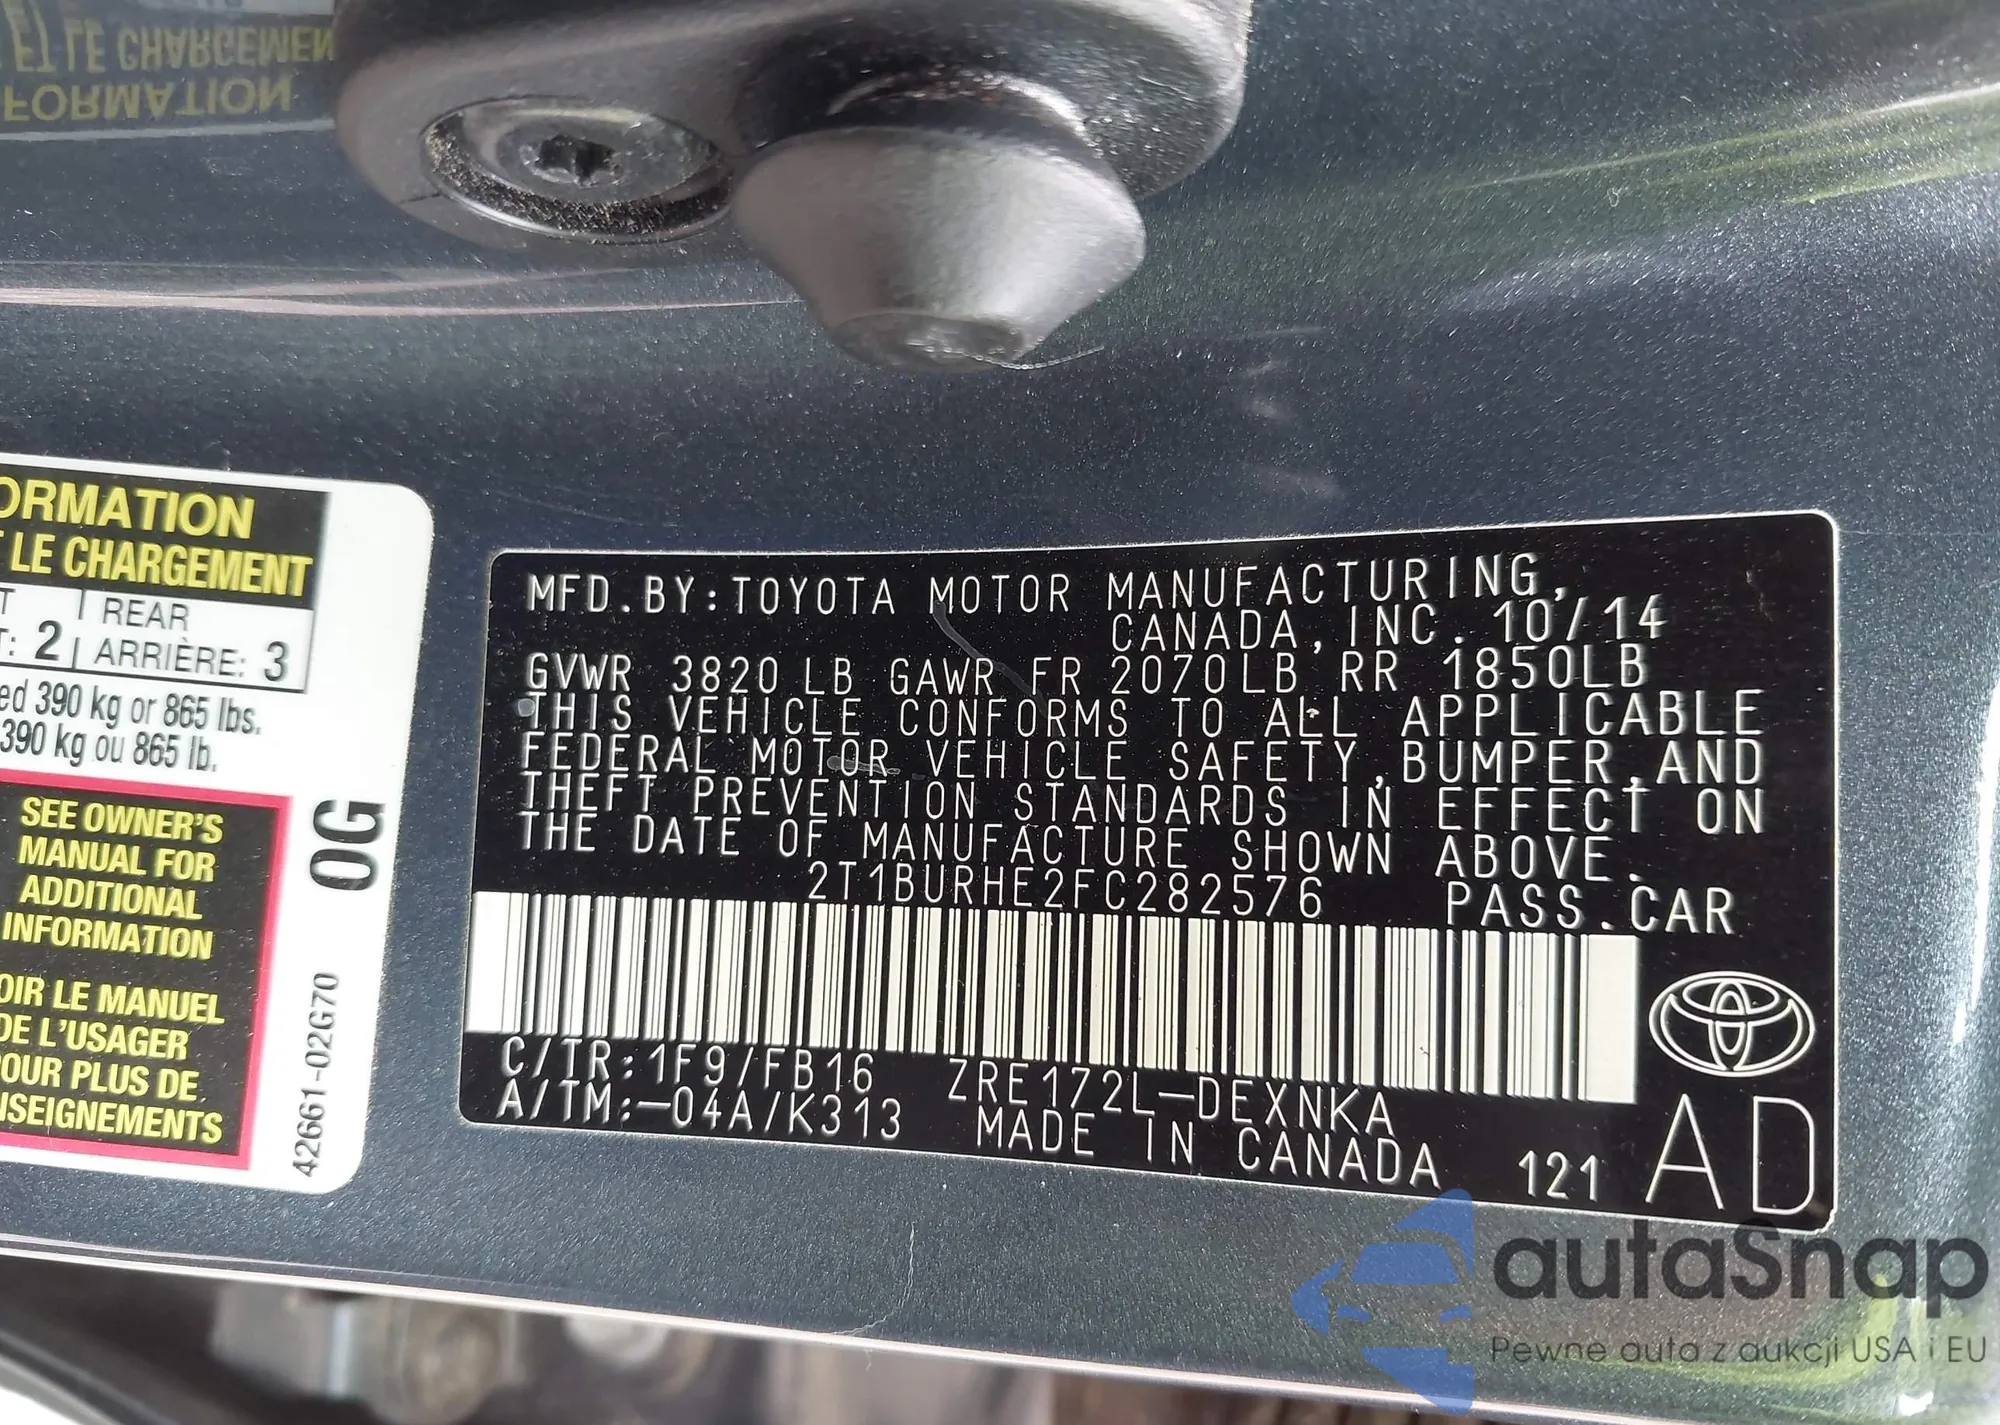 ET LE CHARGEMEN
FORMATION
ORMATION
LE CHARGEMENT
REAR
2 ARRIÈRE: 3
ed 390 kg or 865 lbs.
390 kg ou 865 lb.
SEE OWNER'S
MANUAL FOR
ADDITIONAL
INFORMATION
OIR LE MANUEL
DE L'USAGER
OUR PLUS DE
NSEIGNEMENTS
0G
42661-02G70
MFD.BY:TOYOTA MOTOR MANUFACTURING,
CANADA,INC. 10/14
GVWR 3820 LB GAWR FR 2070LB RR 1850LB
THIS VEHICLE CONFORMS TO ALL APPLICABLE
FEDERAL MOTOR VEHICLE SAFETY,BUMPER,AND
THEFT PREVENTION STANDARDS IN EFFECT ON
THE DATE OF MANUFACTURE SHOWN ABOVE.
2T1BURHE2FC282576 PASS.CAR
C/TR:1F9/FB16 ZRE172L-DEXNKA
A/TM:-04A/K313 MADE IN CANADA 121 AD
autaSnap
Pewne auta z aukcji USA i EU